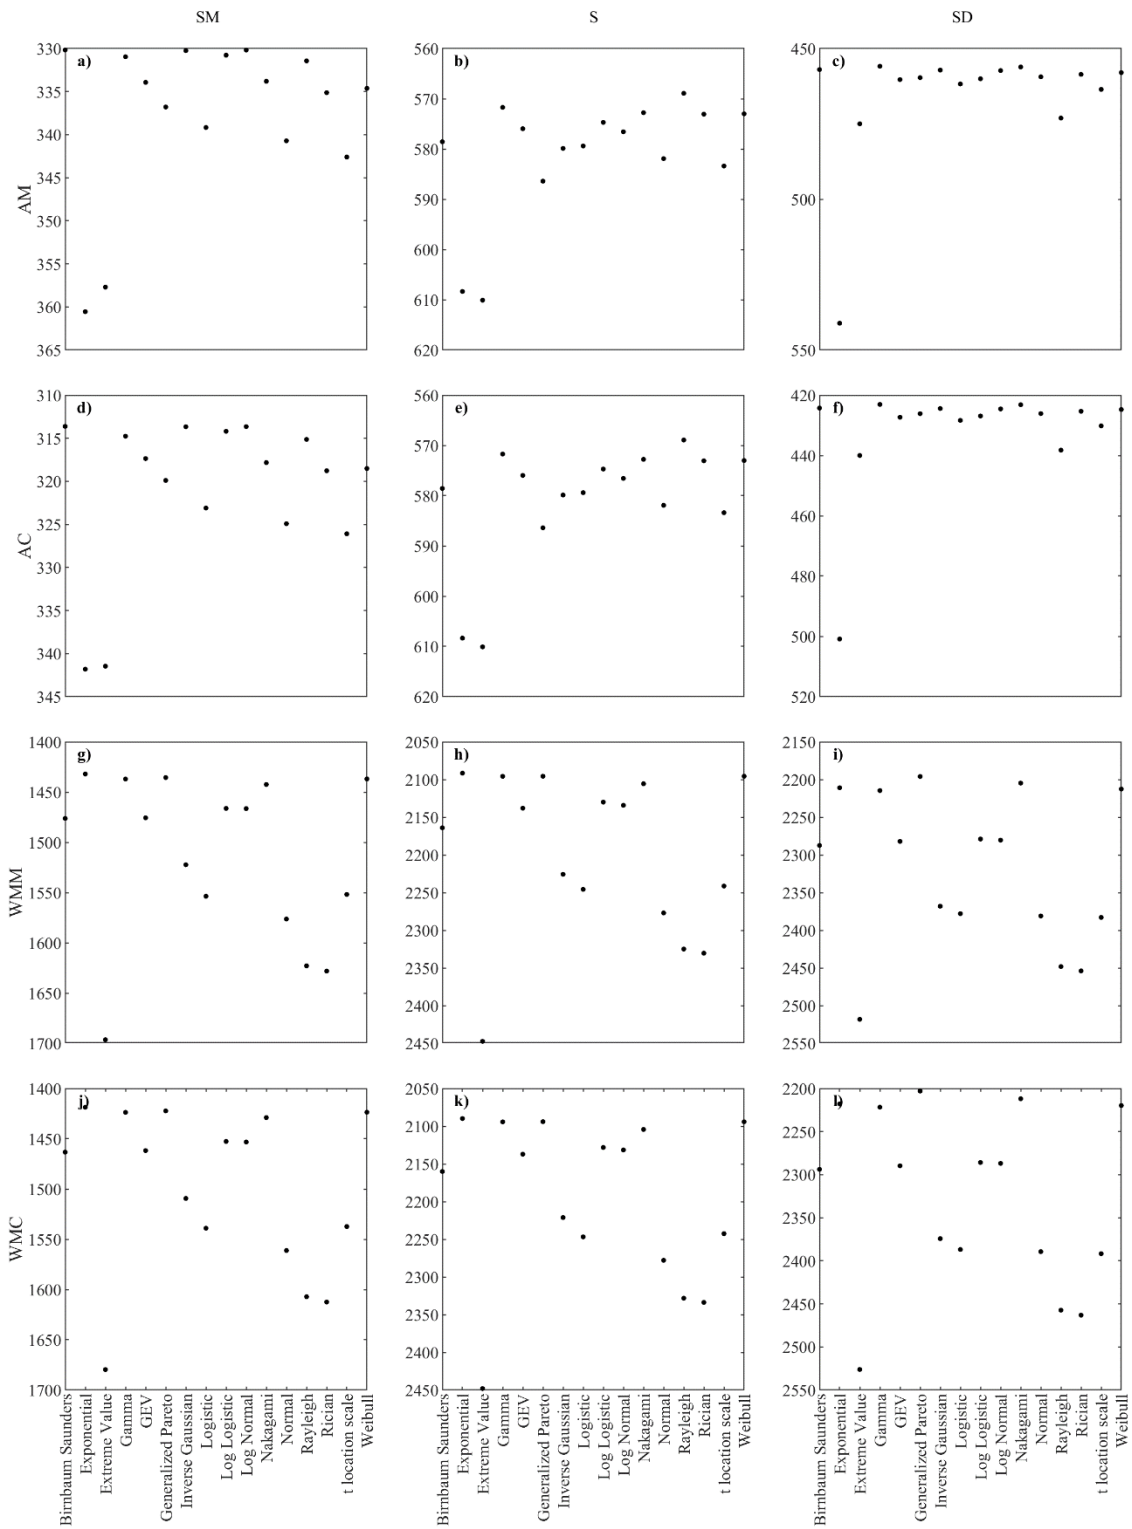 SM S SD
a) b) c)
AM
330
335
340
345
350
355
360
365
560
570
580
590
600
610
620
450
500
550
d) e) f)
AC
310
315
320
325
330
335
340
345
560
570
580
590
600
610
620
420
440
460
480
500
520
g) h) i)
WMM
1400
1450
1500
1550
1600
1650
1700
2050
2100
2150
2200
2250
2300
2350
2400
2450
2150
2200
2250
2300
2350
2400
2450
2500
2550
j) k) l)
WMC
1400
1450
1500
1550
1600
1650
1700
2050
2100
2150
2200
2250
2300
2350
2400
2450
2200
2250
2300
2350
2400
2450
2500
2550
Birnbaum Saunders
Exponential
Extreme Value
Gamma
GEV
Generalized Pareto
Inverse Gaussian
Logistic
Log Logistic
Log Normal
Nakagami
Normal
Rayleigh
Rician
t location scale
Weibull
Birnbaum Saunders
Exponential
Extreme Value
Gamma
GEV
Generalized Pareto
Inverse Gaussian
Logistic
Log Logistic
Log Normal
Nakagami
Normal
Rayleigh
Rician
t location scale
Weibull
Birnbaum Saunders
Exponential
Extreme Value
Gamma
GEV
Generalized Pareto
Inverse Gaussian
Logistic
Log Logistic
Log Normal
Nakagami
Normal
Rayleigh
Rician
t location scale
Weibull